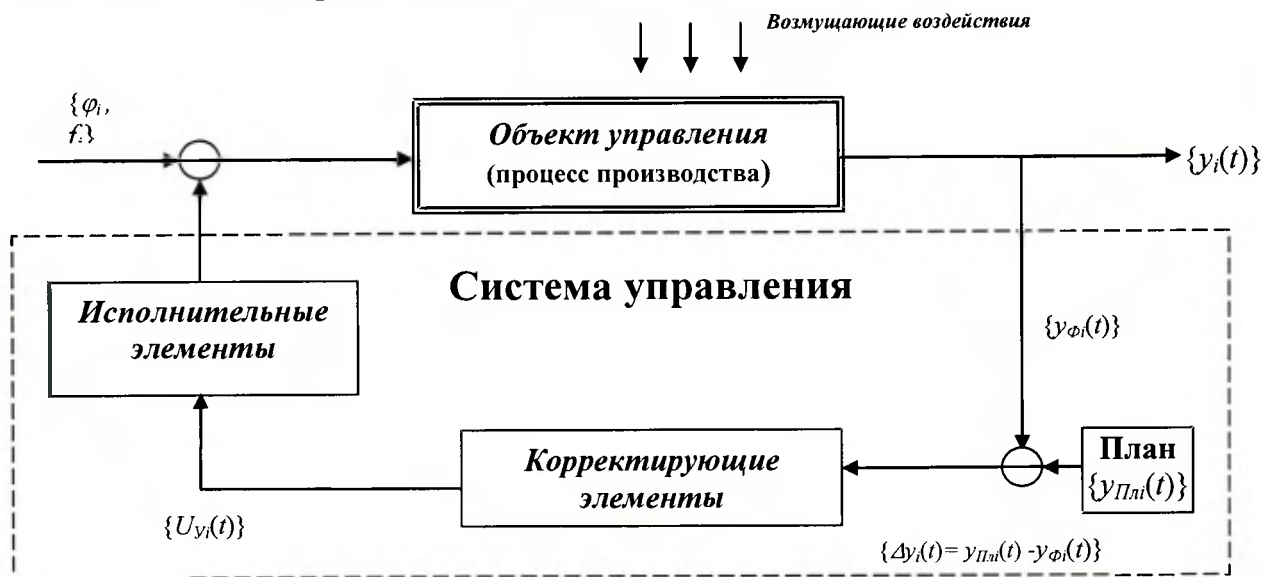 Возмущающие воздействия
{φi,
fi}
Объект управления
(процесс производства)
{yi(t)}
Система управления
Исполнительные
элементы
{yФi(t)}
Корректирующие
элементы
План
{yПлi(t)}
{UУi(t)}
{Δyi(t)= yПлi(t) -yФi(t)}